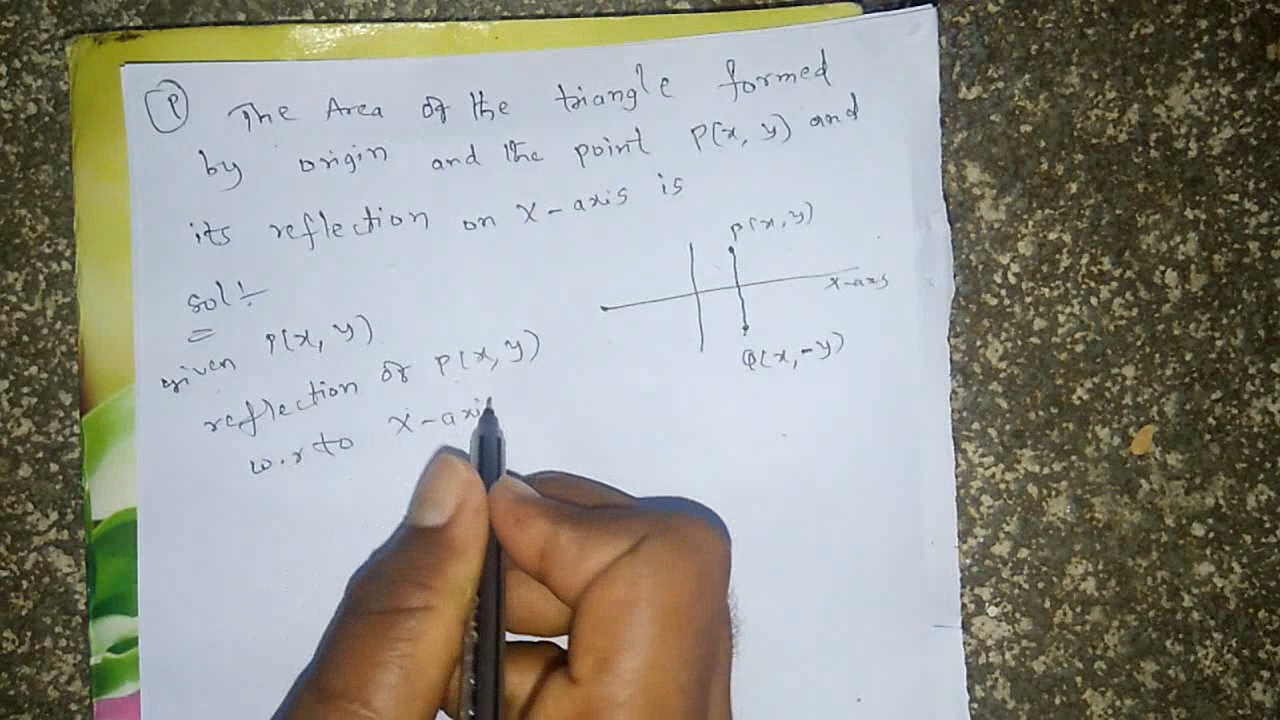 P The Area of the triangle formed
by origin and the point P(x, y) and
its reflection on X-axis is
P(x, y)
x-axs
Q(x, -y)
Sol:-
given P(x, y)
reflection of P(x, y)
w.r to x-axi